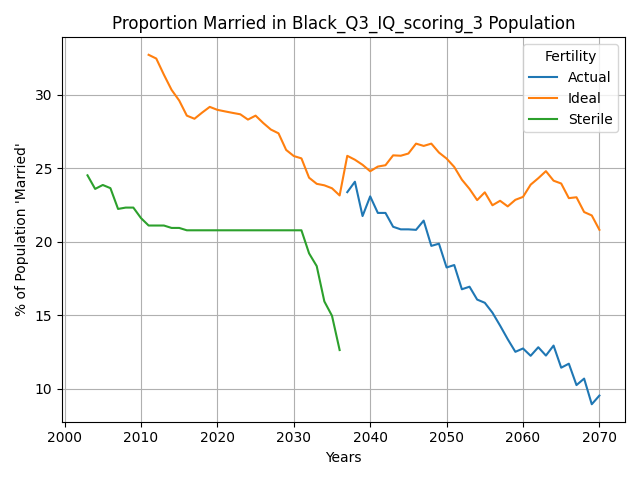 Proportion Married in Black_Q3_IQ_scoring_3 Population
% of Population 'Married'
30
25
20
15
10
2000 2010 2020 2030 2040 2050 2060 2070
Years
Fertility
Actual
Ideal
Sterile